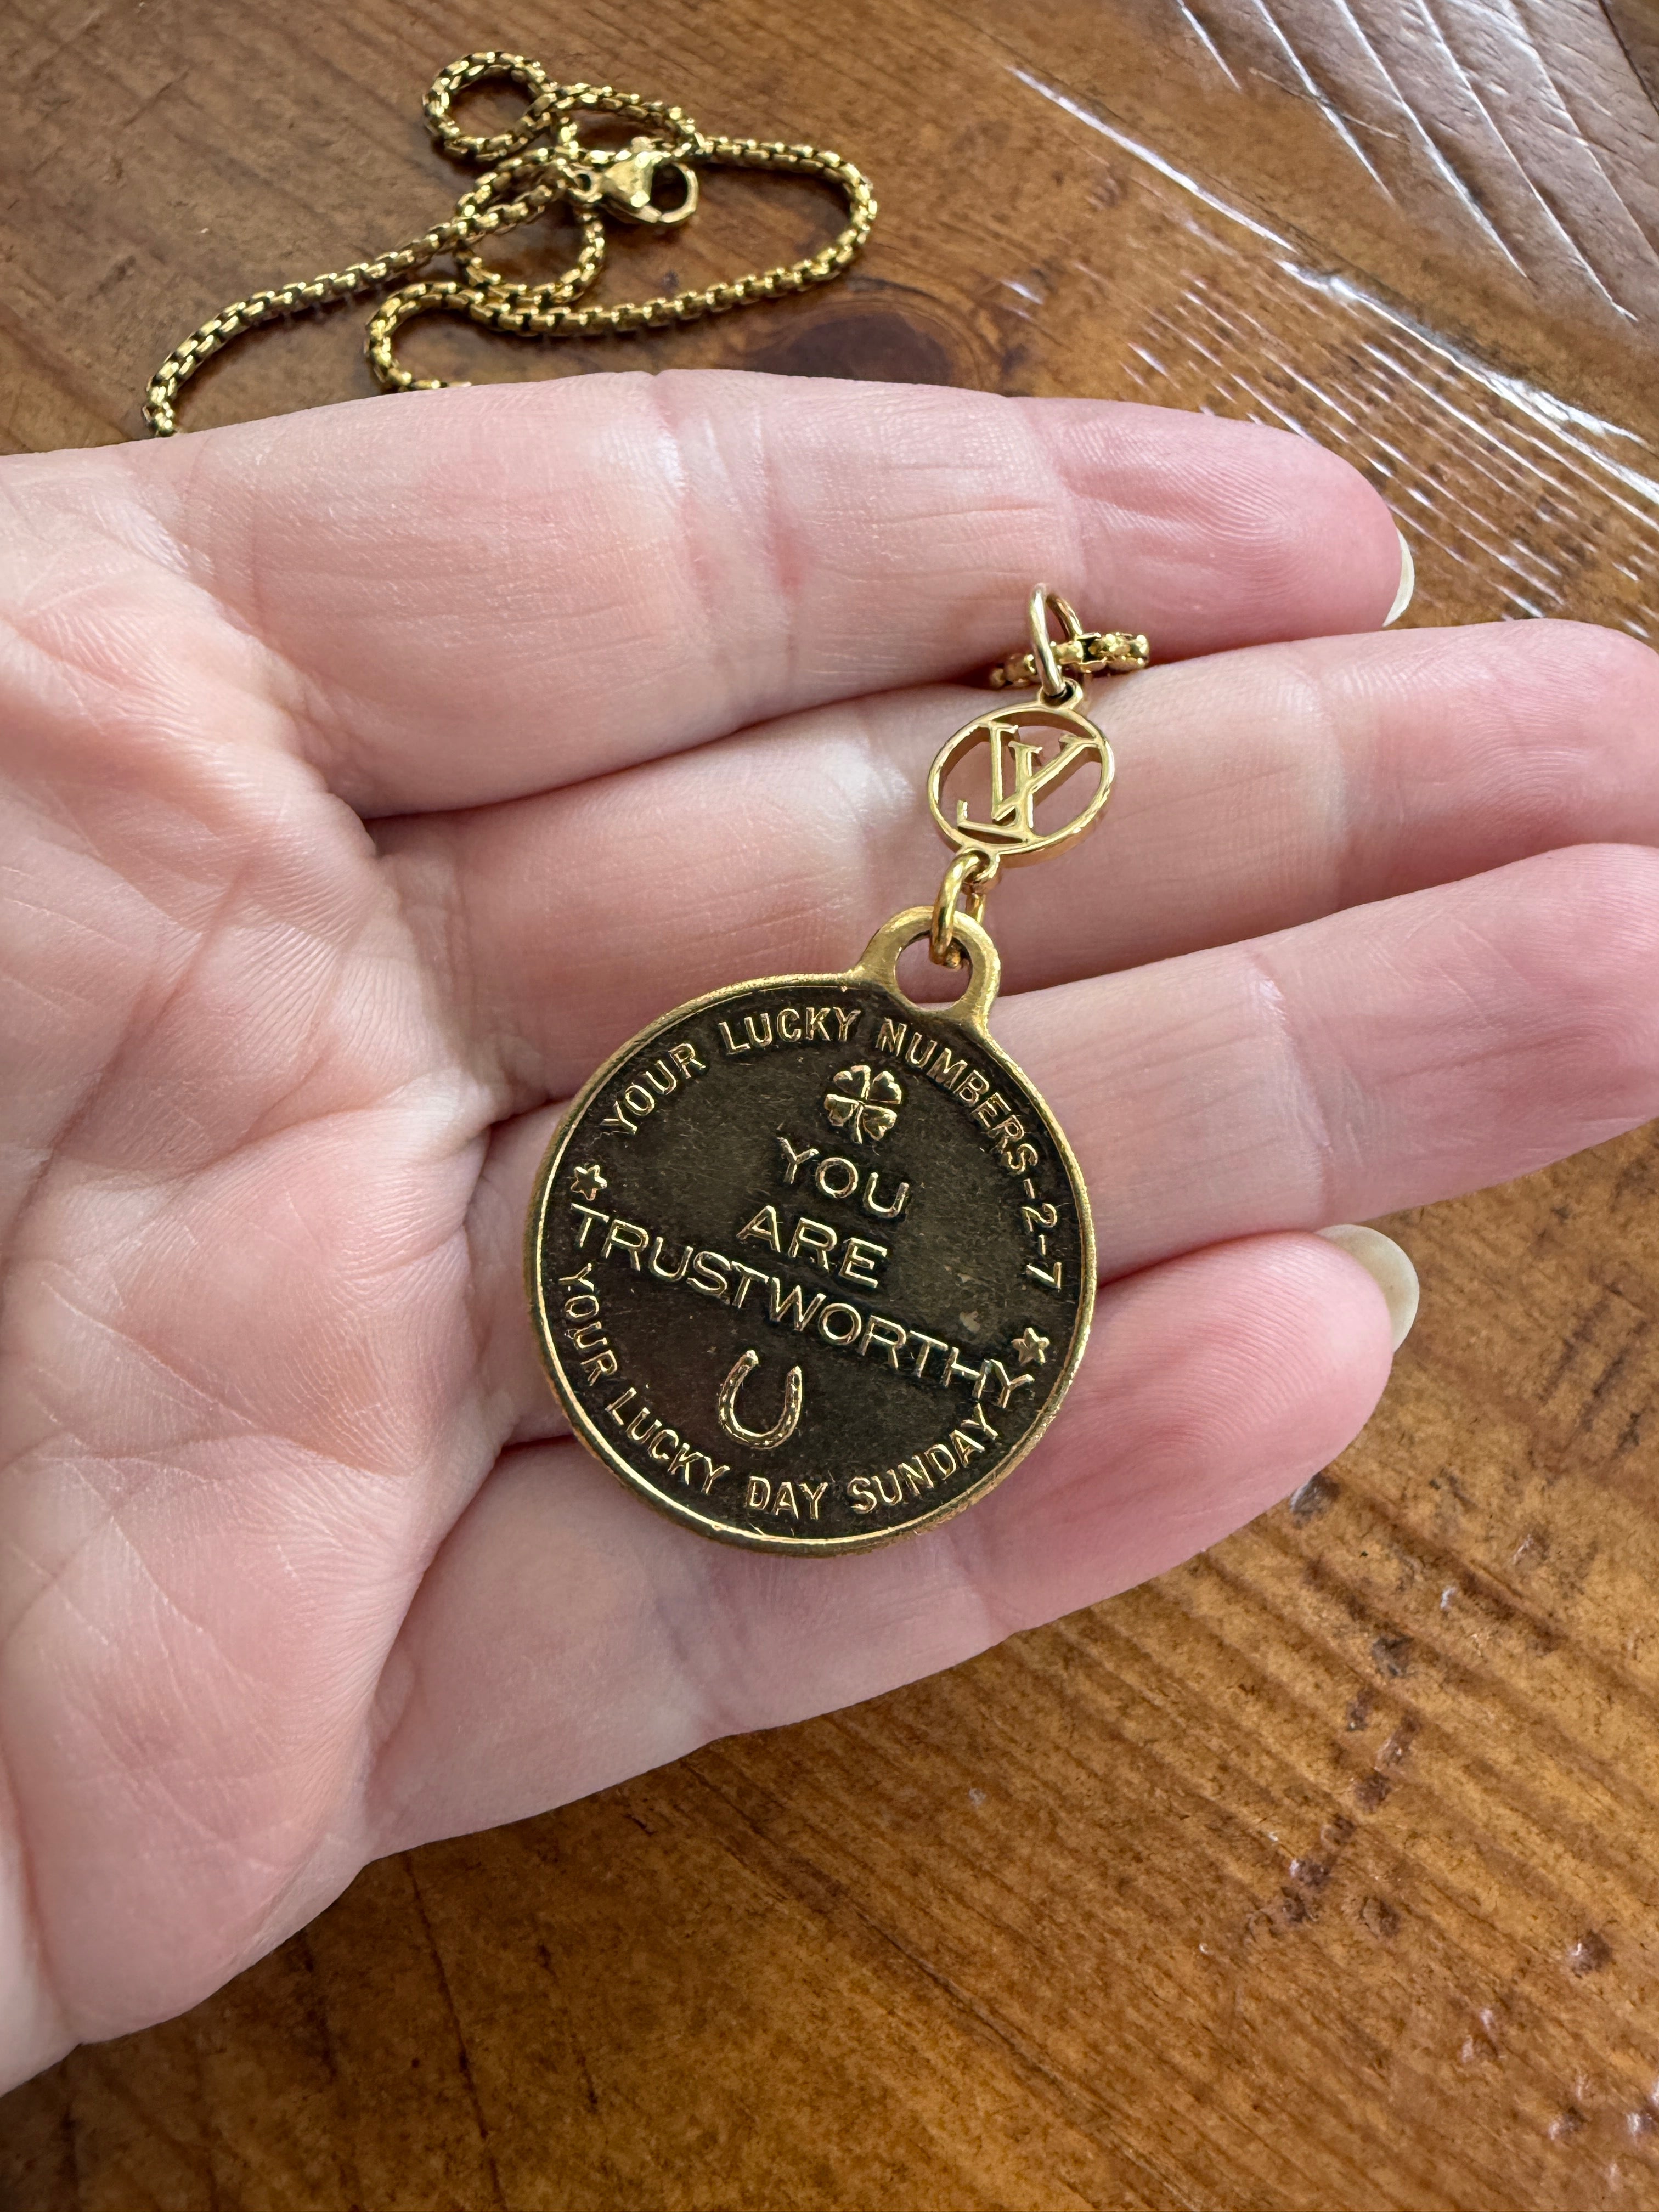 LV
YOUR LUCKY NUMBERS-2-7
YOU
ARE
TRUSTWORTHY
YOUR LUCKY DAY SUNDAY